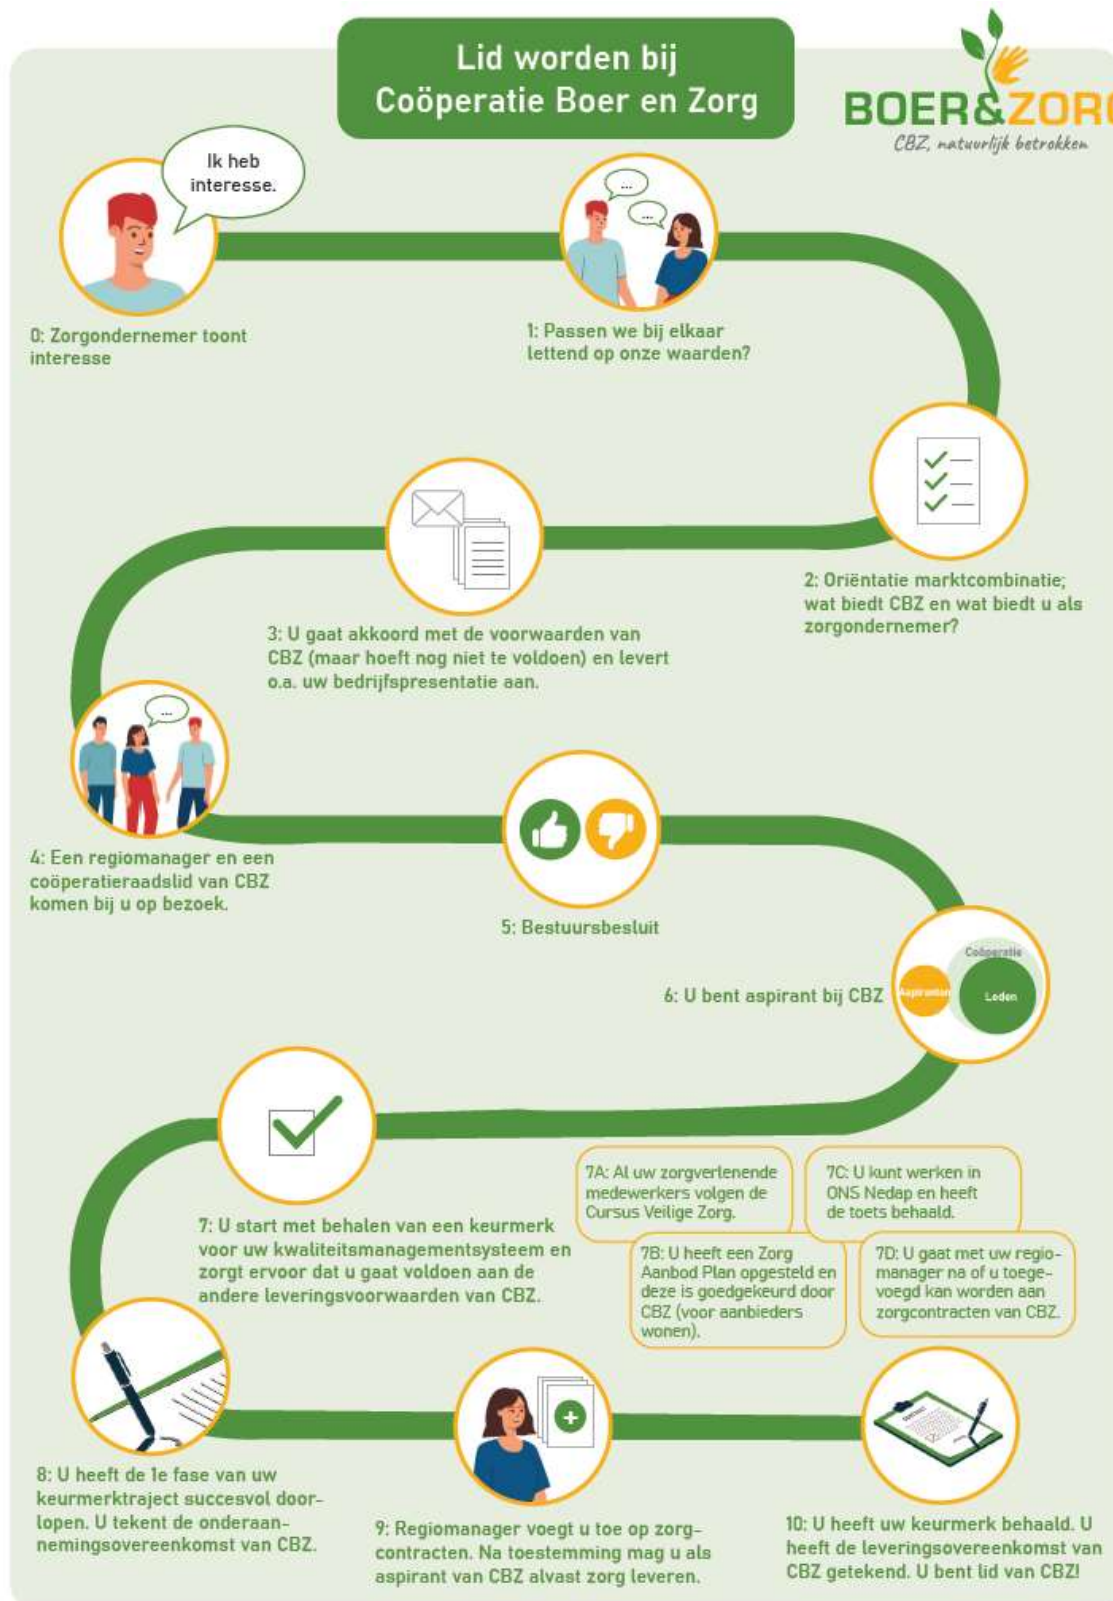 Lid worden bij
Coöperatie Boer en Zorg
BOER&ZORG
CBZ, natuurlijk betrokken
Ik heb
interesse.
...
...
0: Zorgondernemer toont
interesse
1: Passen we bij elkaar
lettend op onze waarden?
2: Oriëntatie marktcombinatie;
wat biedt CBZ en wat biedt u als
zorgondernemer?
3: U gaat akkoord met de voorwaarden van
CBZ (maar hoeft nog niet te voldoen) en levert
o.a. uw bedrijfspresentatie aan.
...
4: Een regiomanager en een
coöperatieraadslid van CBZ
komen bij u op bezoek.
5: Bestuursbesluit
6: U bent aspirant bij CBZ
Coöperatie
Aspiranten
Leden
7: U start met behalen van een keurmerk
voor uw kwaliteitsmanagementsysteem en
zorgt ervoor dat u gaat voldoen aan de
andere leveringsvoorwaarden van CBZ.
7A: Al uw zorgverlenende
medewerkers volgen de
Cursus Veilige Zorg.
7B: U heeft een Zorg
Aanbod Plan opgesteld en
deze is goedgekeurd door
CBZ (voor aanbieders
wonen).
7C: U kunt werken in
ONS Nedap en heeft
de toets behaald.
7D: U gaat met uw regio-
manager na of u toege-
voegd kan worden aan
zorgcontracten van CBZ.
8: U heeft de 1e fase van uw
keurmerktraject succesvol door-
lopen. U tekent de onderaan-
nemingsovereenkomst van CBZ.
9: Regiomanager voegt u toe op zorg-
contracten. Na toestemming mag u als
aspirant van CBZ alvast zorg leveren.
CONTRACT
10: U heeft uw keurmerk behaald. U
heeft de leveringsovereenkomst van
CBZ getekend. U bent lid van CBZ!